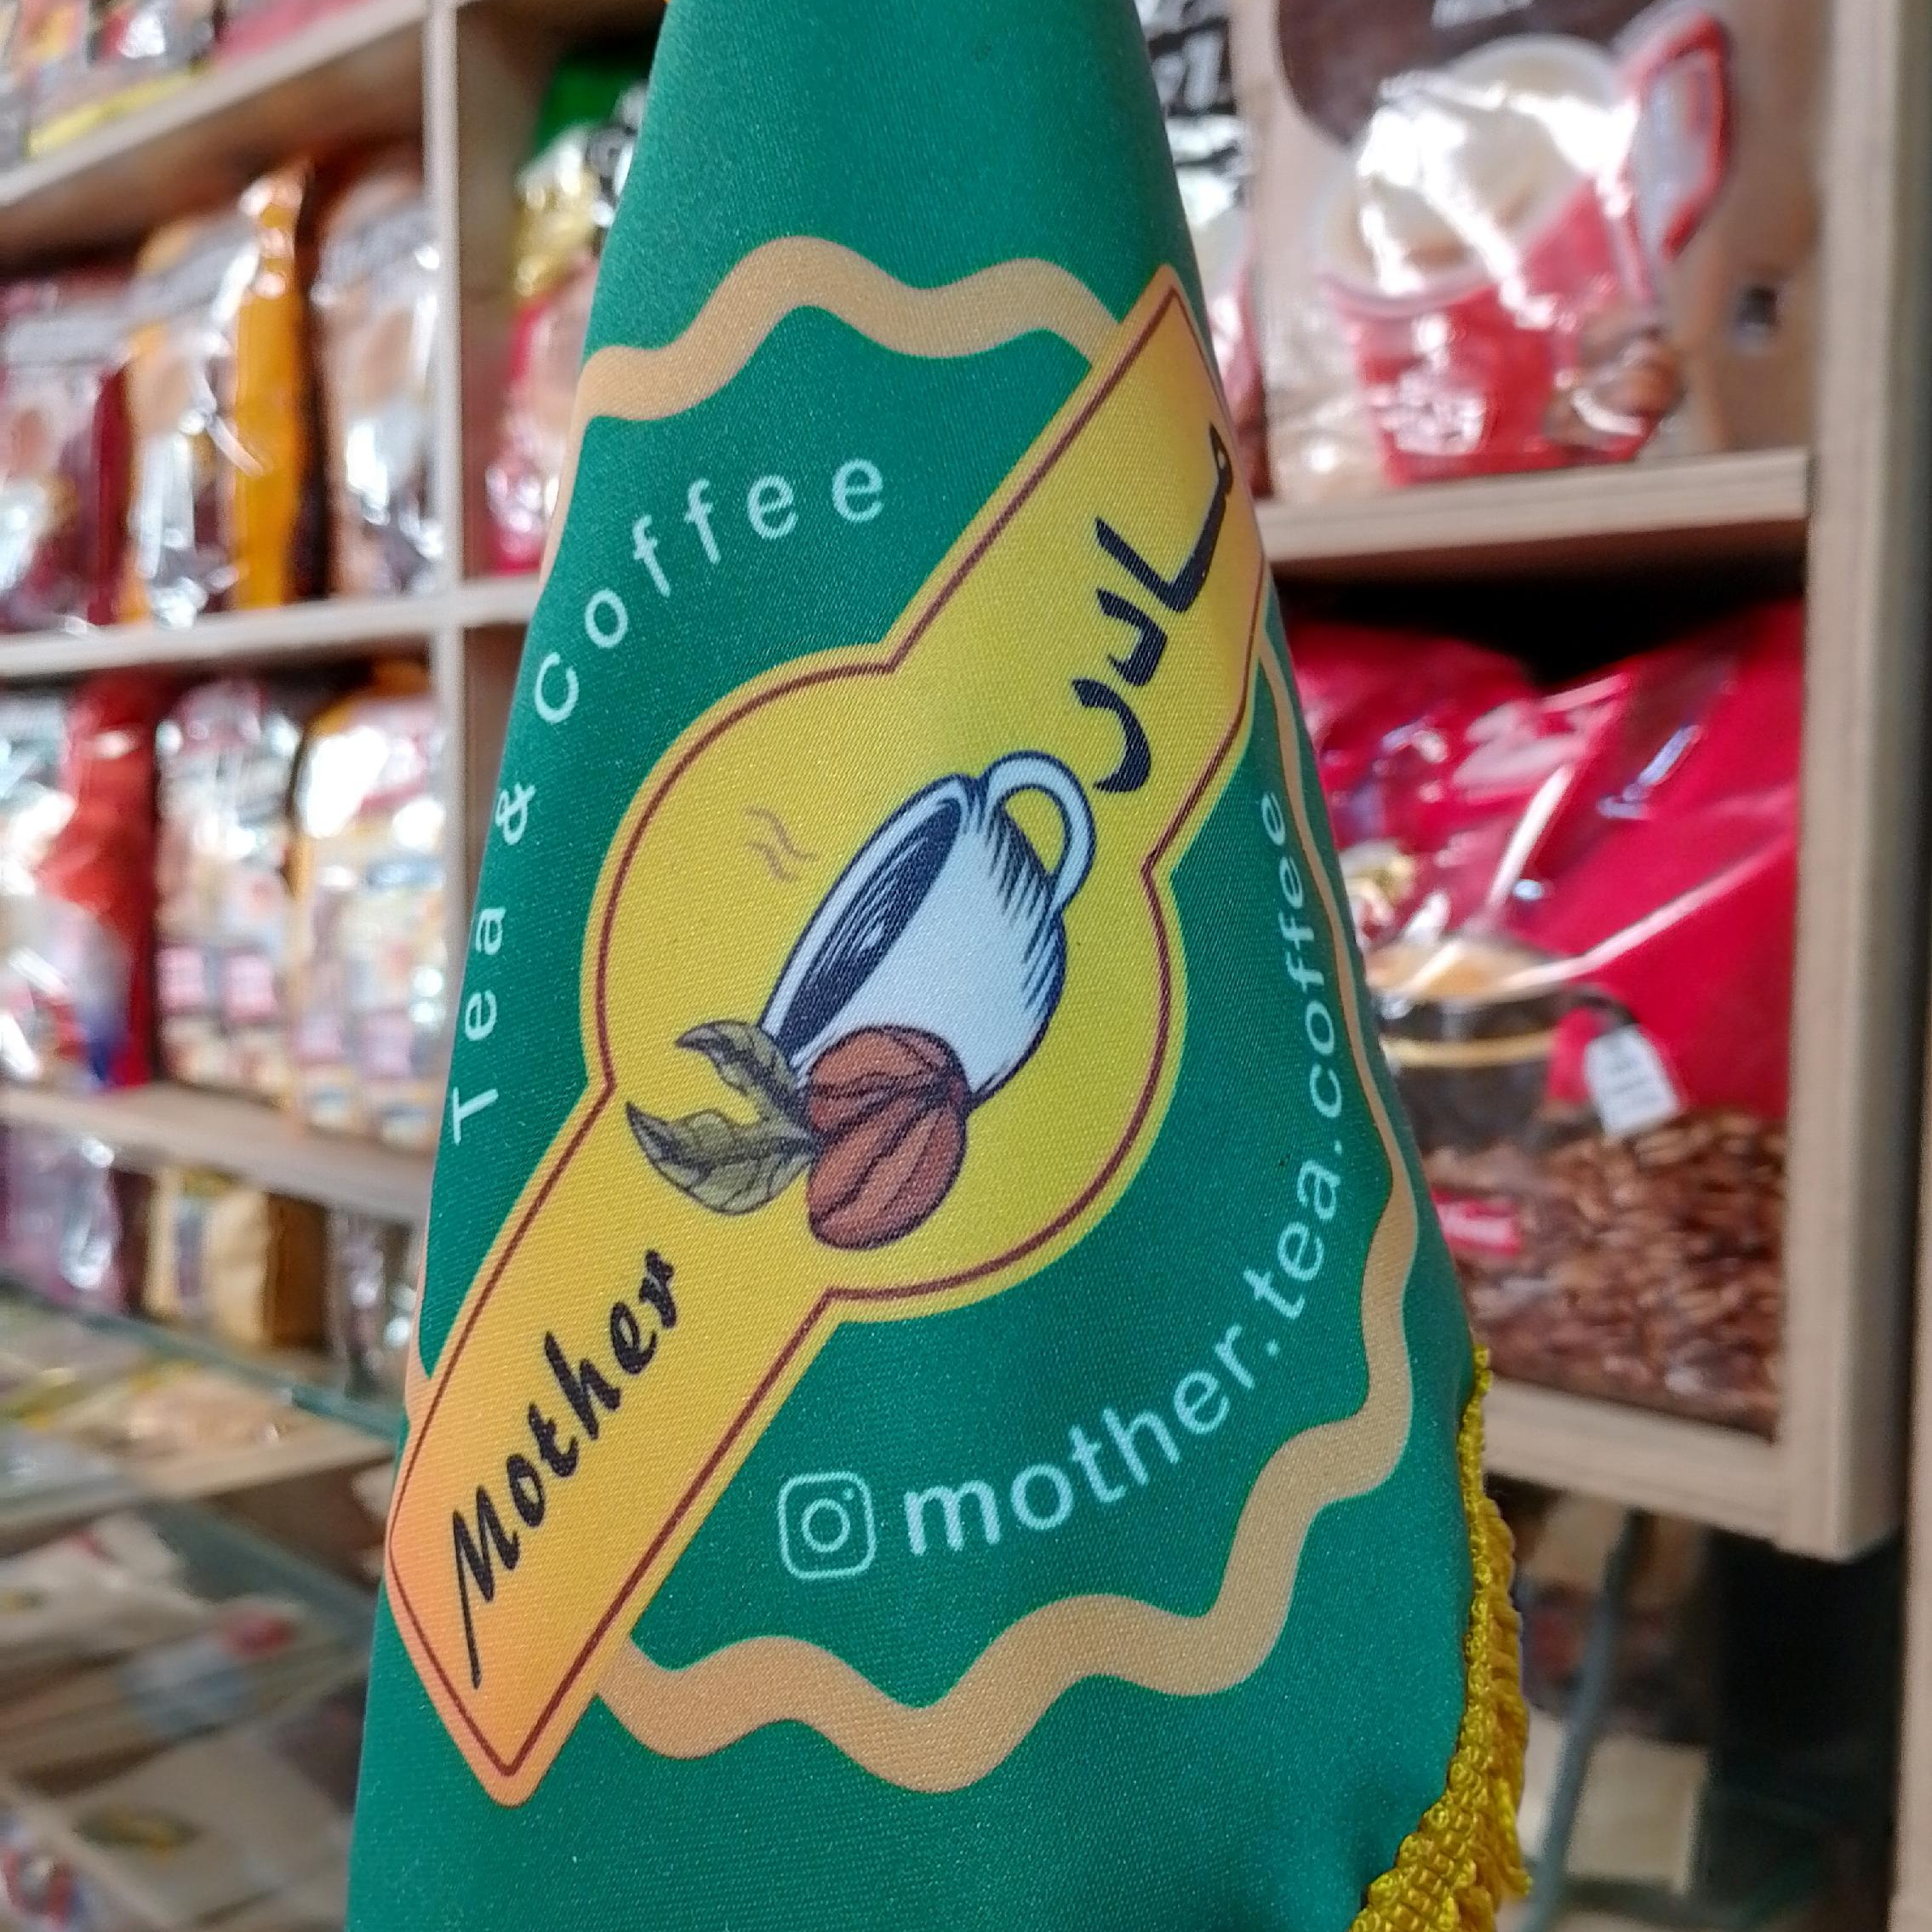 Tea & Coffee
مادر
Mother
mother.tea.coffee